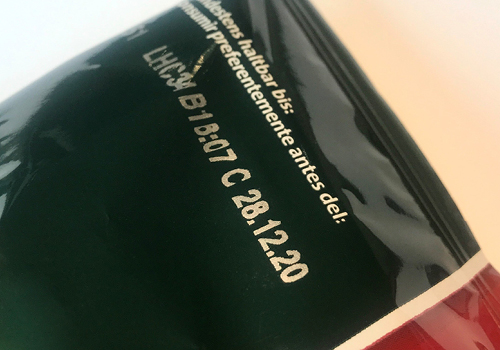 haltbar bis:
preferentemente antes del:
B18:07 C 28.12.20